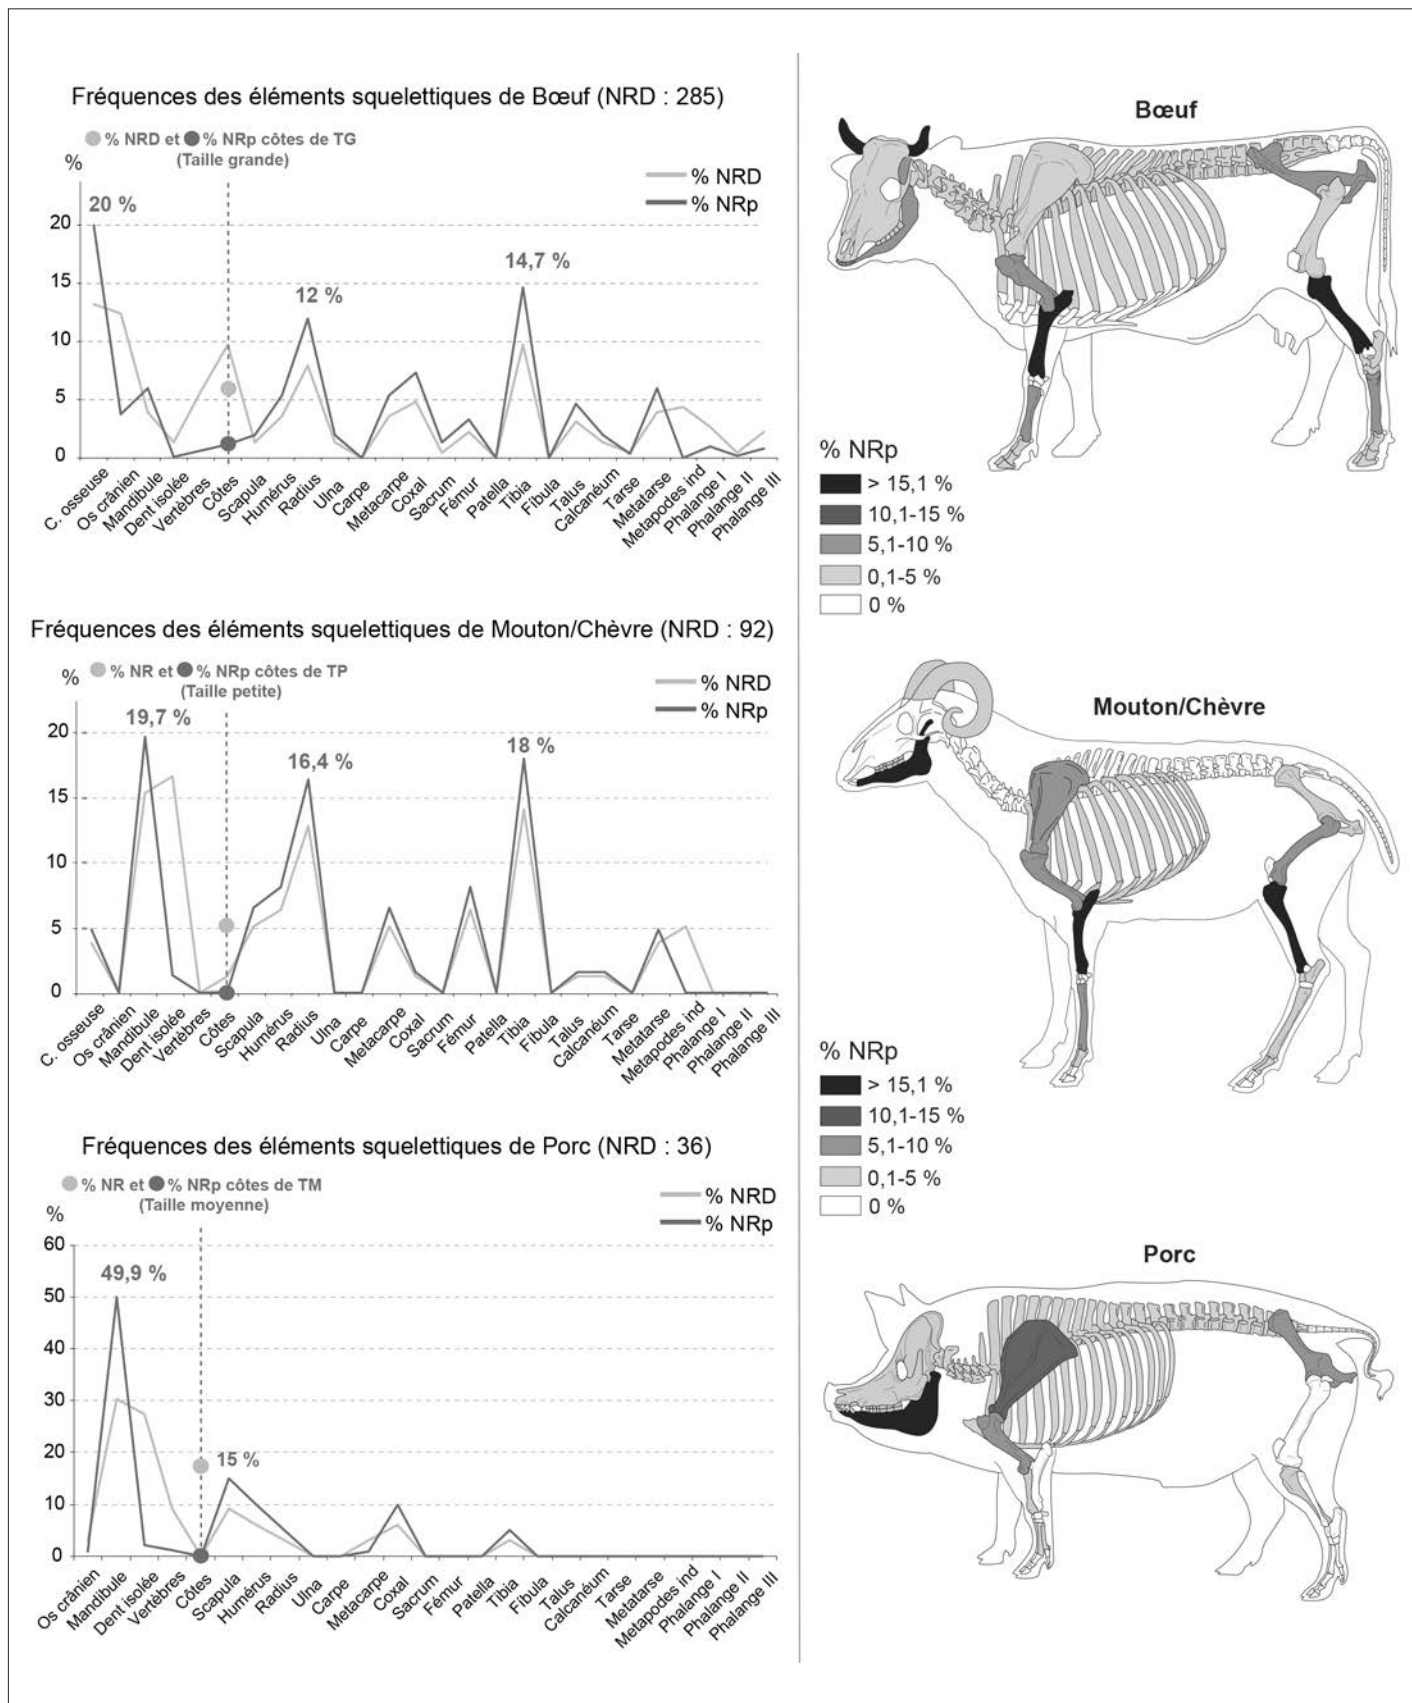 Fréquences des éléments squelettiques de Bœuf (NRD : 285)
% NRD et % NRp côtes de TG
(Taille grande)
%
% NRD
% NRp
20 %
12 %
14,7 %
20
15
10
5
0
C. osseuse
Os crânien
Mandibule
Dent isolée
Vertèbres
Côtes
Scapula
Humérus
Radius
Ulna
Carpe
Metacarpe
Coxal
Sacrum
Fémur
Patella
Tibia
Fibula
Talus
Calcanéum
Tarse
Metatarse
Metapodes ind
Phalange I
Phalange II
Phalange III
Bœuf
% NRp
> 15,1 %
10,1-15 %
5,1-10 %
0,1-5 %
0 %
Fréquences des éléments squelettiques de Mouton/Chèvre (NRD : 92)
% NR et % NRp côtes de TP
(Taille petite)
%
% NRD
% NRp
19,7 %
16,4 %
18 %
20
15
10
5
0
C. osseuse
Os crânien
Mandibule
Dent isolée
Vertèbres
Côtes
Scapula
Humérus
Radius
Ulna
Carpe
Metacarpe
Coxal
Sacrum
Fémur
Patella
Tibia
Fibula
Talus
Calcanéum
Tarse
Metatarse
Metapodes ind
Phalange I
Phalange II
Phalange III
Mouton/Chèvre
% NRp
> 15,1 %
10,1-15 %
5,1-10 %
0,1-5 %
0 %
Fréquences des éléments squelettiques de Porc (NRD : 36)
% NR et % NRp côtes de TM
(Taille moyenne)
%
% NRD
% NRp
49,9 %
15 %
60
50
40
30
20
10
0
Os crânien
Mandibule
Dent isolée
Vertèbres
Côtes
Scapula
Humérus
Radius
Ulna
Carpe
Metacarpe
Coxal
Sacrum
Fémur
Patella
Tibia
Fibula
Talus
Calcanéum
Tarse
Metatarse
Metapodes ind
Phalange I
Phalange II
Phalange III
Porc